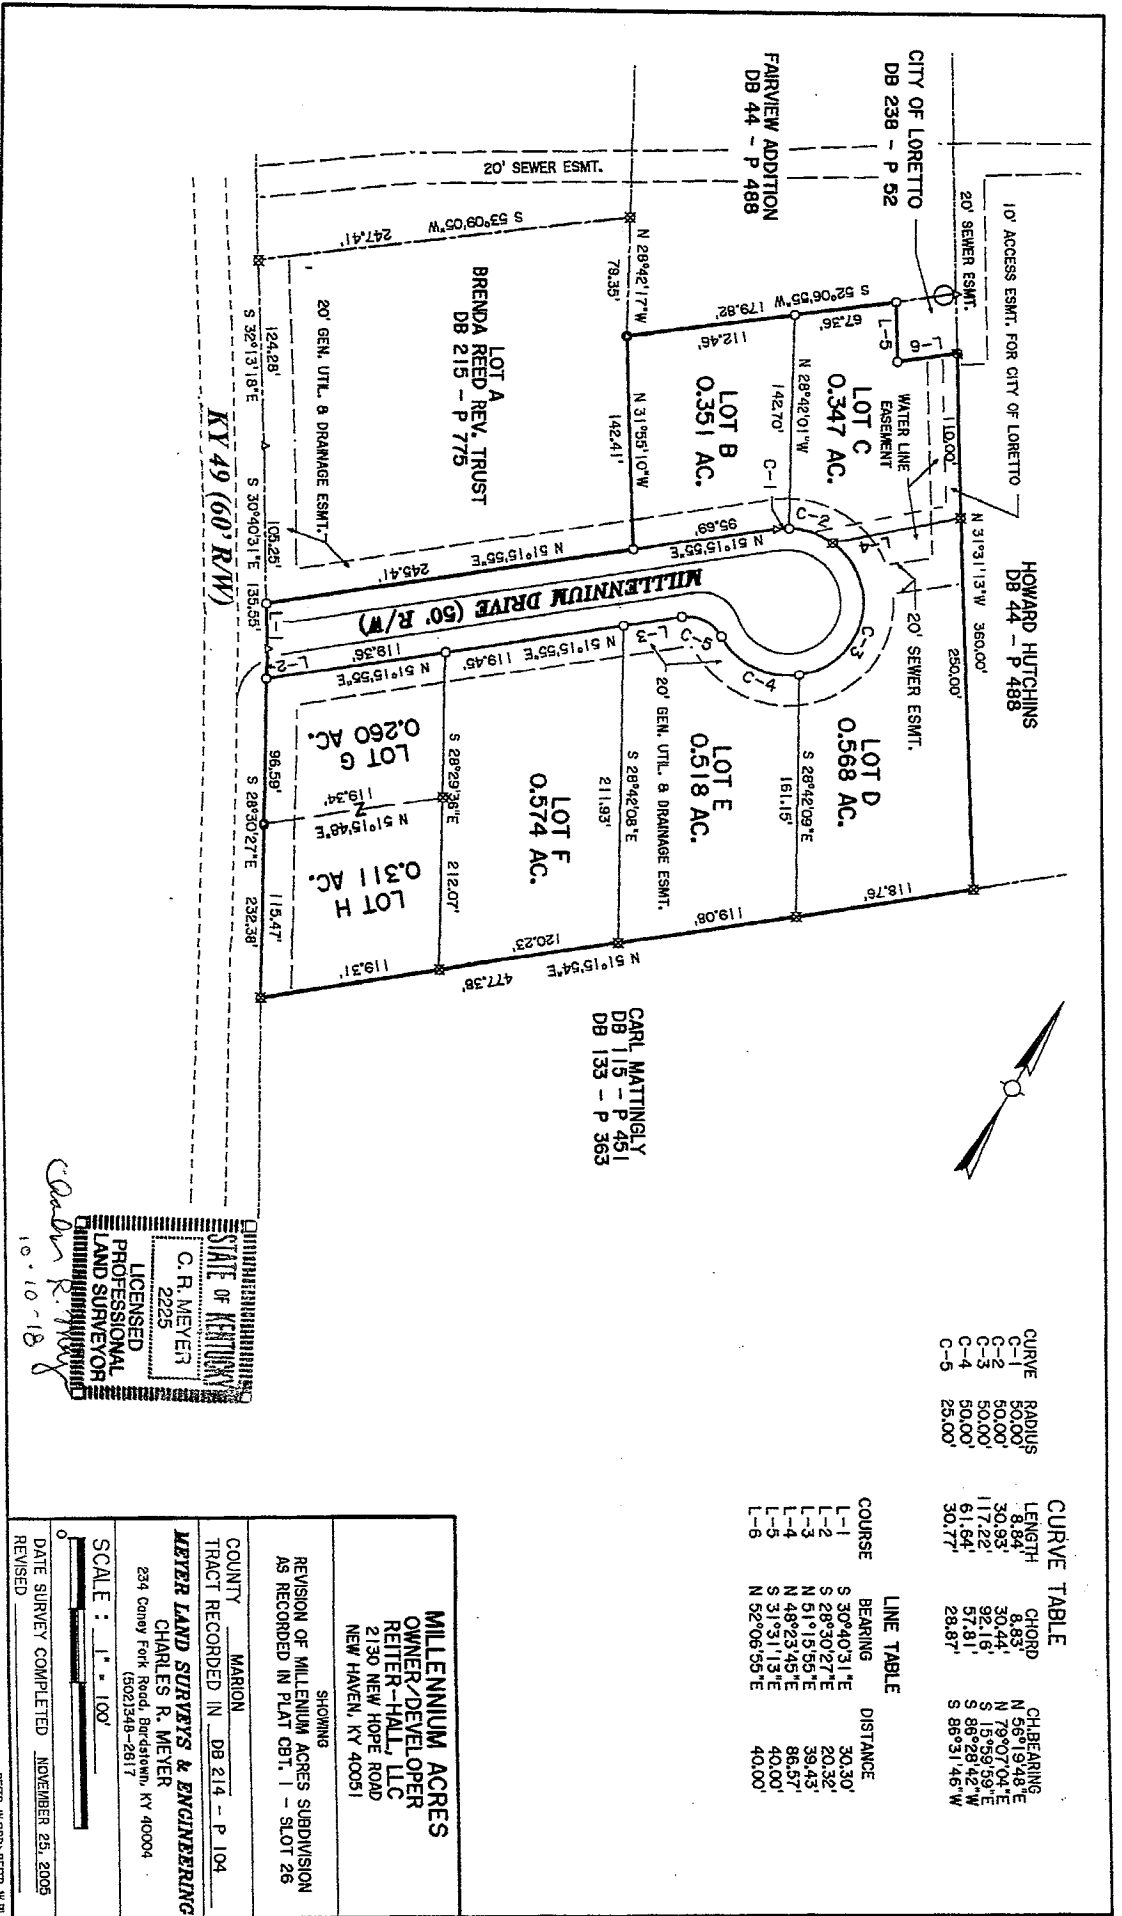 CITY OF LORETTO
DB 238 - P 52
FAIRVIEW ADDITION
DB 44 - P 488
20' SEWER ESMT.
10' ACCESS ESMT. FOR CITY OF LORETTO
20' SEWER ESMT.
HOWARD HUTCHINS
DB 44 - P 488
N 31°31'13"W 360.00'
110.00'
250.00'
S 53°09'05"W
247.41'
N 28°42'17"W
79.35'
S 52°06'55"W 179.82'
67.36'
112.46'
L-5
L-6
WATER LINE
EASEMENT
LOT C
0.347 AC.
N 28°42'01"W
142.70'
LOT B
0.351 AC.
N 31°55'10"W
142.41'
LOT A
BRENDA REED REV. TRUST
DB 215 - P 775
20' GEN. UTIL. & DRAINAGE ESMT.
124.28'
S 32°13'18"E
105.25'
S 30°40'31"E 135.55'
KY 49 (60' R/W)
C-1
C-2
L-4
C-3
C-4
C-5
L-3
L-1
L-2
95.69'
N 51°15'55"E
N 51°15'55"E
245.41'
MILLENNIUM DRIVE (50' R/W)
20' SEWER ESMT.
N 51°15'55"E 119.45'
N 51°15'55"E
119.36'
20' GEN. UTIL. & DRAINAGE ESMT.
LOT D
0.568 AC.
S 28°42'09"E
161.15'
LOT E
0.518 AC.
S 28°42'08"E
211.93'
LOT F
0.574 AC.
S 28°29'36"E
212.07'
LOT G
0.260 AC.
N 51°15'48"E
119.34'
LOT H
0.311 AC.
96.59'
115.47'
S 28°30'27"E 232.38'
118.76'
119.08'
120.23'
119.31'
N 51°15'54"E
477.38'
CARL MATTINGLY
DB 115 - P 451
DB 133 - P 363
STATE OF KENTUCKY
C. R. MEYER
2225
LICENSED
PROFESSIONAL
LAND SURVEYOR
Charles R. Meyer
10-10-18
CURVE TABLE
CURVE RADIUS LENGTH CHORD CH.BEARING
C-1 50.00' 8.84' 8.83' N 56°19'48"E
C-2 50.00' 30.93' 30.44' N 79°07'04"E
C-3 50.00' 117.22' 92.16' S 15°59'59"E
C-4 50.00' 61.64' 57.81' S 86°28'42"W
C-5 25.00' 30.77' 28.87' S 86°31'46"W
LINE TABLE
COURSE BEARING DISTANCE
L-1 S 30°40'31"E 30.30'
L-2 S 28°30'27"E 20.32'
L-3 N 51°15'55"E 39.43'
L-4 N 48°23'45"E 86.57'
L-5 S 31°31'13"E 40.00'
L-6 N 52°06'55"E 40.00'
MILLENNIUM ACRES
OWNER/DEVELOPER
REITER-HALL, LLC
2130 NEW HOPE ROAD
NEW HAVEN, KY 40051
SHOWING
REVISION OF MILLENIUM ACRES SUBDIVISION
AS RECORDED IN PLAT CBT. 1 - SLOT 26
COUNTY MARION
TRACT RECORDED IN DB 214 - P 104
MEYER LAND SURVEYS & ENGINEERING
CHARLES R. MEYER
234 Caney Fork Road, Bardstown, KY 40004
(502)348-2617
SCALE : 1" = 100'
0
DATE SURVEY COMPLETED NOVEMBER 25, 2005
REVISED